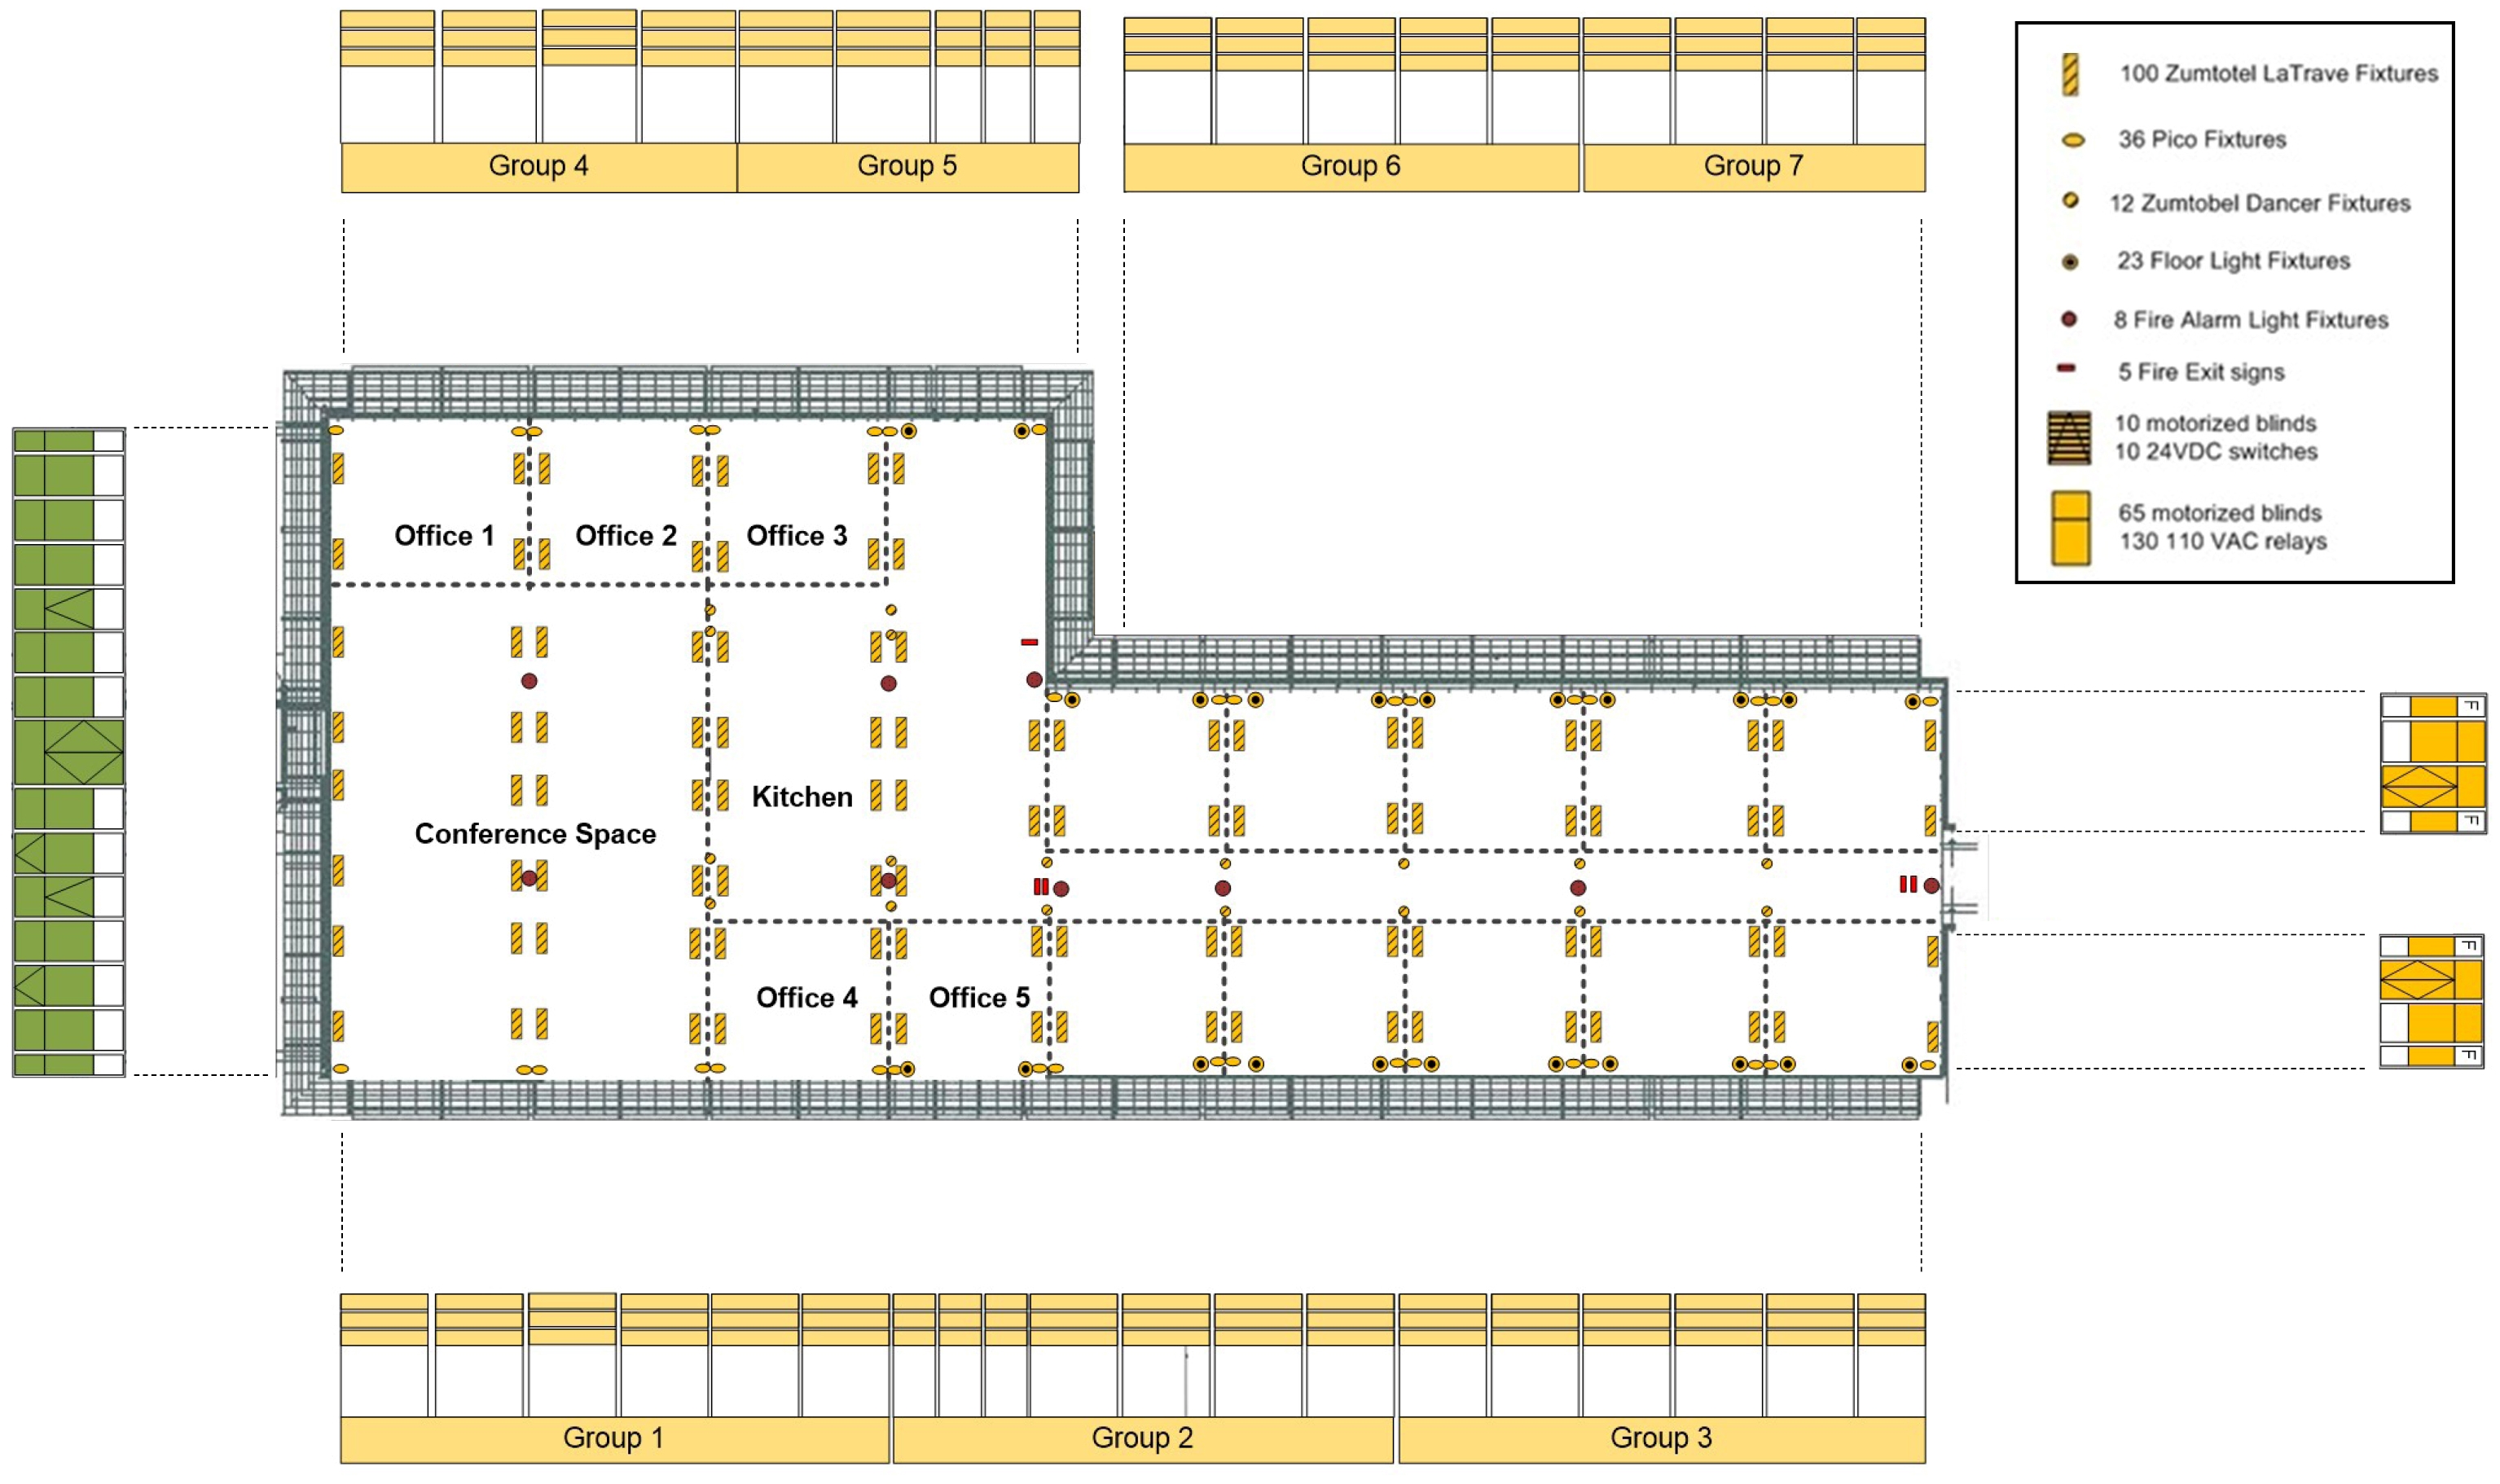 Group 4
Group 5
Group 6
Group 7
100 Zumtotel LaTrave Fixtures
36 Pico Fixtures
12 Zumtobel Dancer Fixtures
23 Floor Light Fixtures
8 Fire Alarm Light Fixtures
5 Fire Exit signs
10 motorized blinds
10 24VDC switches
65 motorized blinds
130 110 VAC relays
Office 1
Office 2
Office 3
Kitchen
Conference Space
Office 4
Office 5
F
F
F
F
Group 1
Group 2
Group 3